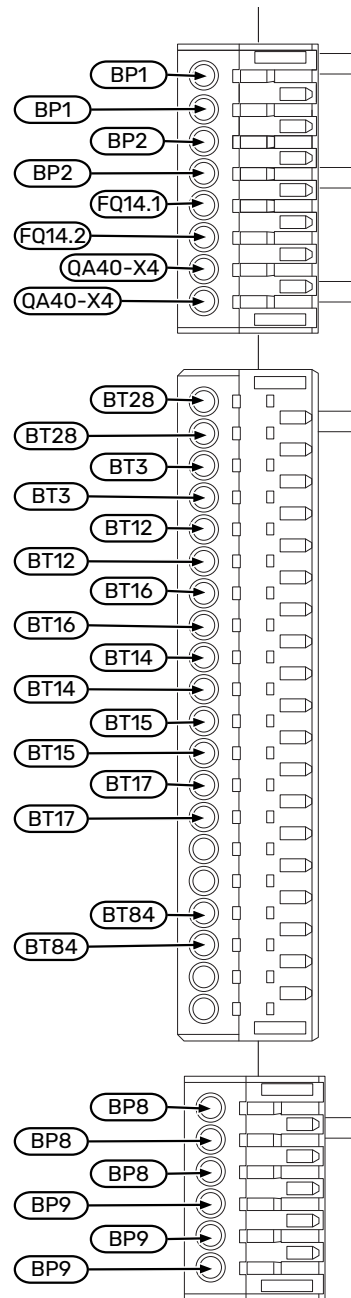 BP1
BP1
BP2
BP2
FQ14.1
FQ14.2
QA40-X4
QA40-X4
BT28
BT28
BT3
BT3
BT12
BT12
BT16
BT16
BT14
BT14
BT15
BT15
BT17
BT17
BT84
BT84
BP8
BP8
BP8
BP9
BP9
BP9